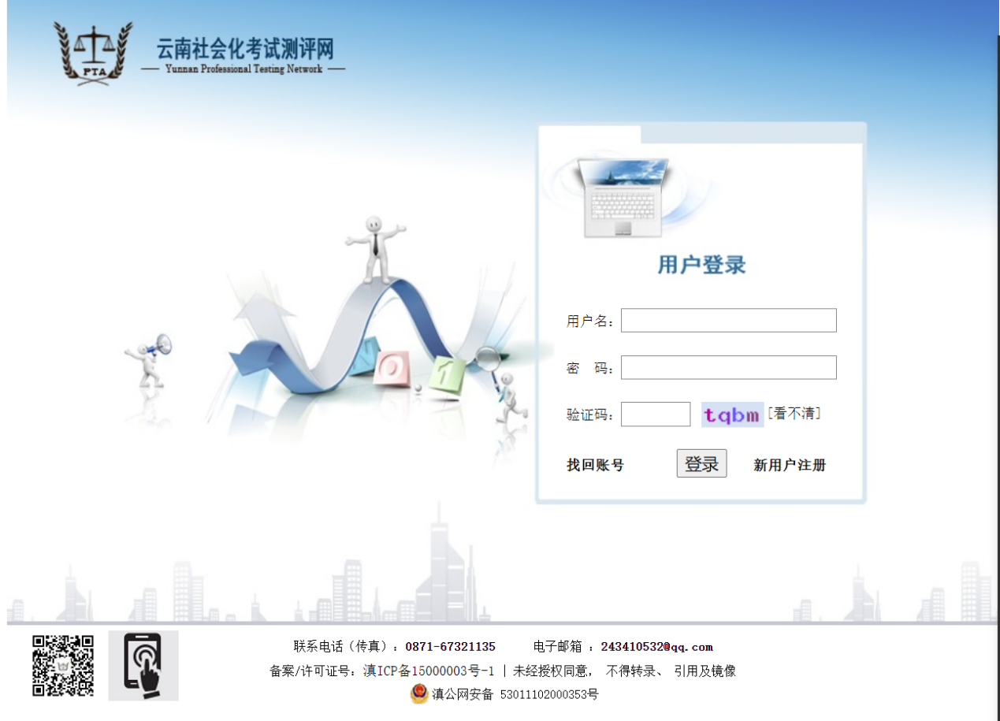 云南社会化考试测评网
PTA
Yunnan Professional Testing Network
用户登录
用户名：
密　码：
NO.1
验证码： tqbm [看不清]
找回账号 登录 新用户注册
联系电话（传真）：0871-67321135 电子邮箱 ：243410532@qq.com
备案/许可证号：滇ICP备15000003号-1 | 未经授权同意， 不得转录、 引用及镜像
滇公网安备 53011102000353号